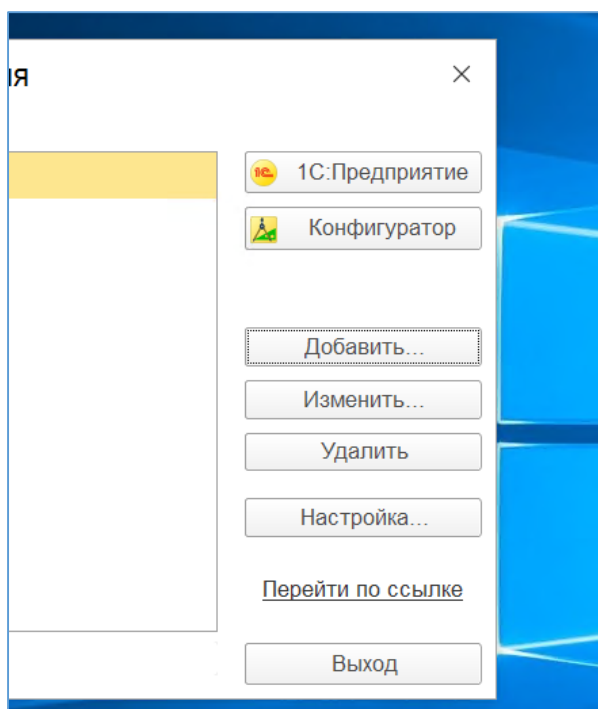 ия
1С:Предприятие
Конфигуратор
Добавить...
Изменить...
Удалить
Настройка...
Перейти по ссылке
Выход